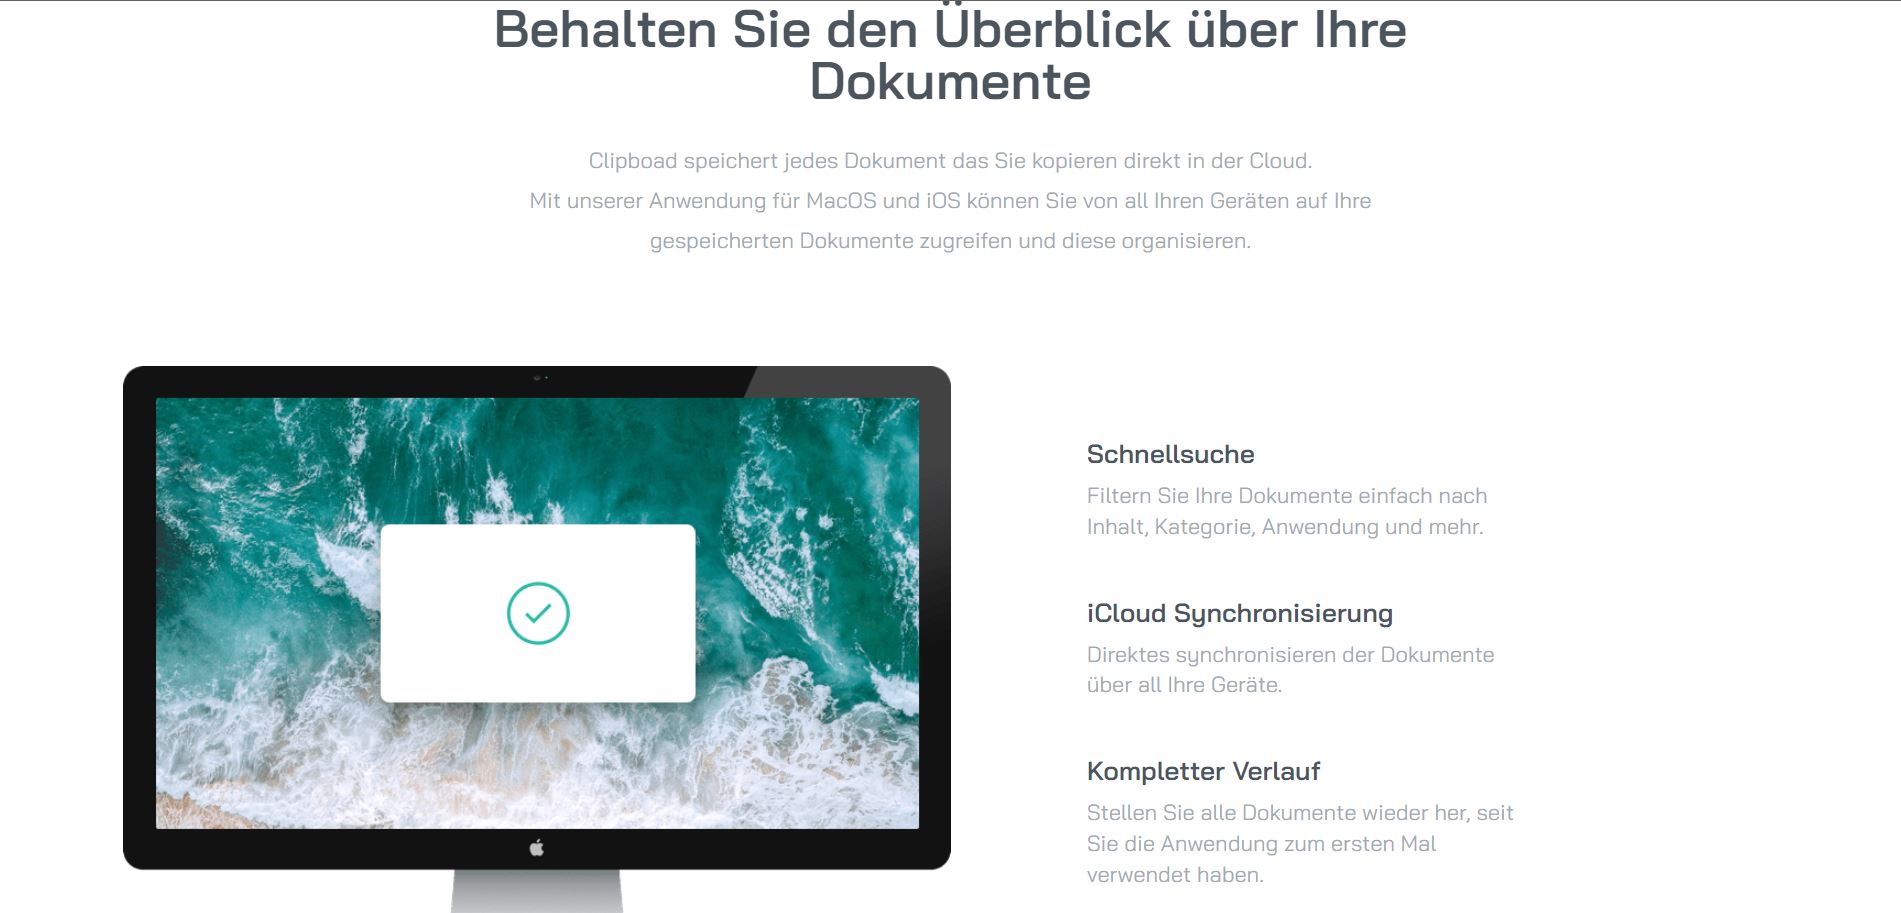 Behalten Sie den Überblick über Ihre
Dokumente
Clipboad speichert jedes Dokument das Sie kopieren direkt in der Cloud.
Mit unserer Anwendung für MacOS und iOS können Sie von all Ihren Geräten auf Ihre
gespeicherten Dokumente zugreifen und diese organisieren.
Schnellsuche
Filtern Sie Ihre Dokumente einfach nach
Inhalt, Kategorie, Anwendung und mehr.
iCloud Synchronisierung
Direktes synchronisieren der Dokumente
über all Ihre Geräte.
Kompletter Verlauf
Stellen Sie alle Dokumente wieder her, seit
Sie die Anwendung zum ersten Mal
verwendet haben.